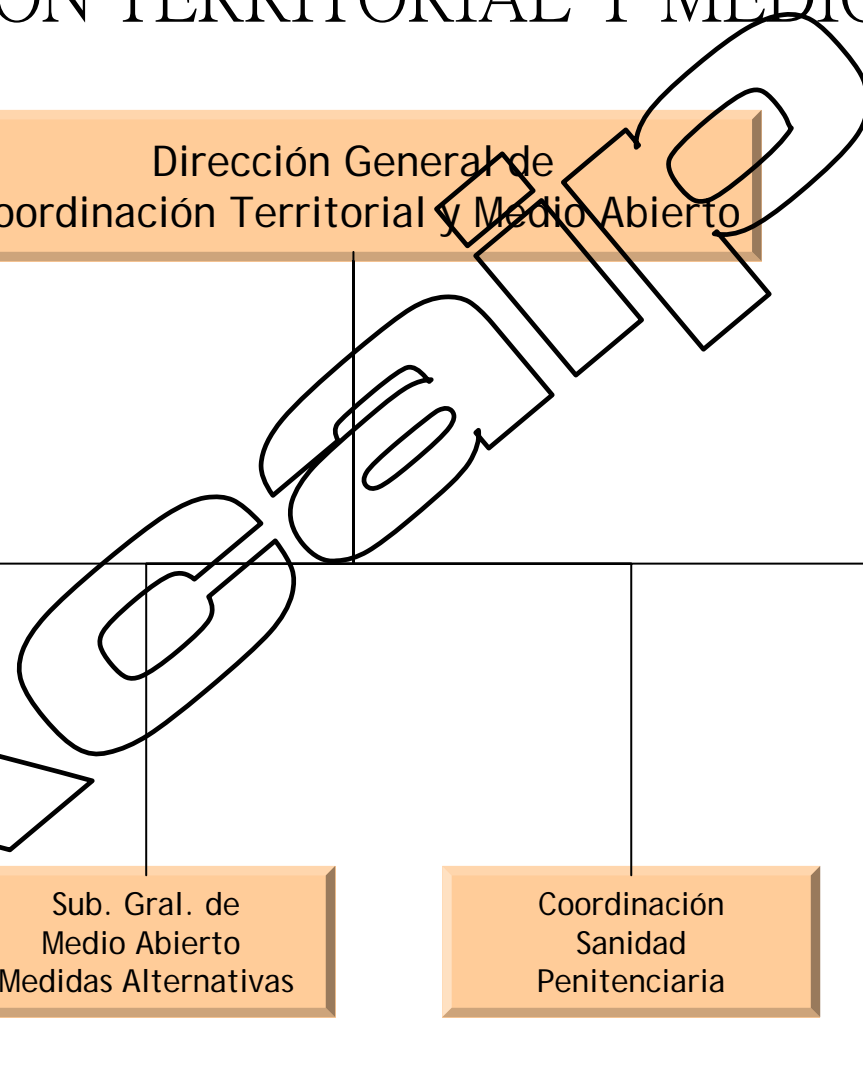 ÓN TERRITORIAL Y MEDIO
Dirección General de
oordinación Territorial y Medio Abierto
Sub. Gral. de
Medio Abierto
Medidas Alternativas
Coordinación
Sanidad
Penitenciaria